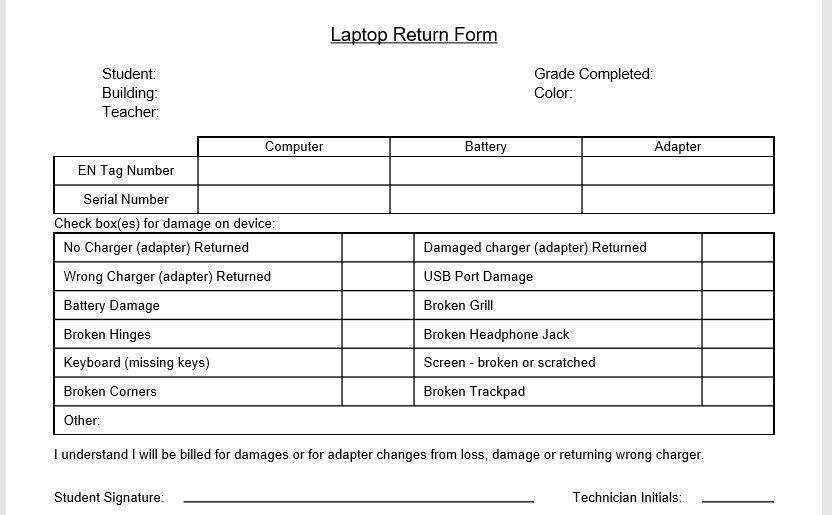 Laptop Return Form
Student: Grade Completed:
Building: Color:
Teacher:
Computer Battery Adapter
EN Tag Number
Serial Number
Check box(es) for damage on device:
No Charger (adapter) Returned Damaged charger (adapter) Returned
Wrong Charger (adapter) Returned USB Port Damage
Battery Damage Broken Grill
Broken Hinges Broken Headphone Jack
Keyboard (missing keys) Screen - broken or scratched
Broken Corners Broken Trackpad
Other:
I understand I will be billed for damages or for adapter changes from loss, damage or returning wrong charger.
Student Signature: Technician Initials: